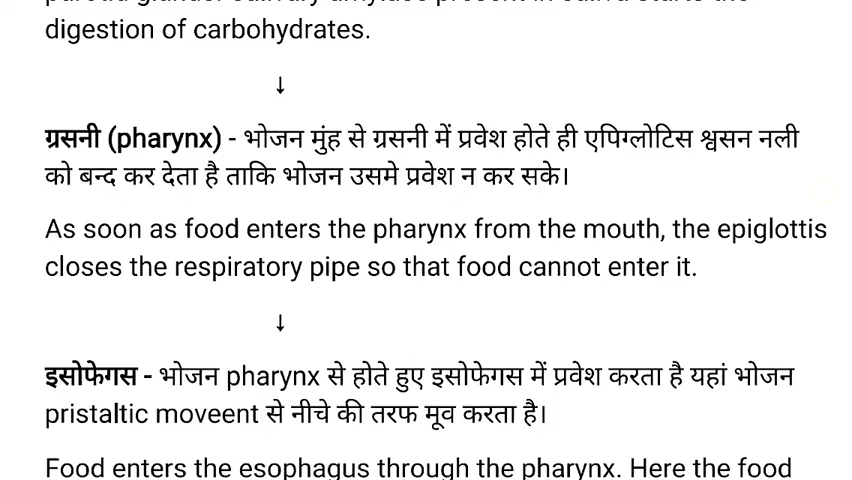 digestion of carbohydrates.
↓
ग्रसनी (pharynx) - भोजन मुंह से ग्रसनी में प्रवेश होते ही एपिग्लोटिस श्वसन नली
को बन्द कर देता है ताकि भोजन उसमे प्रवेश न कर सके।
As soon as food enters the pharynx from the mouth, the epiglottis
closes the respiratory pipe so that food cannot enter it.
↓
इसोफेगस - भोजन pharynx से होते हुए इसोफेगस में प्रवेश करता है यहां भोजन
pristaltic moveent से नीचे की तरफ मूव करता है।
Food enters the esophagus through the pharynx. Here the food